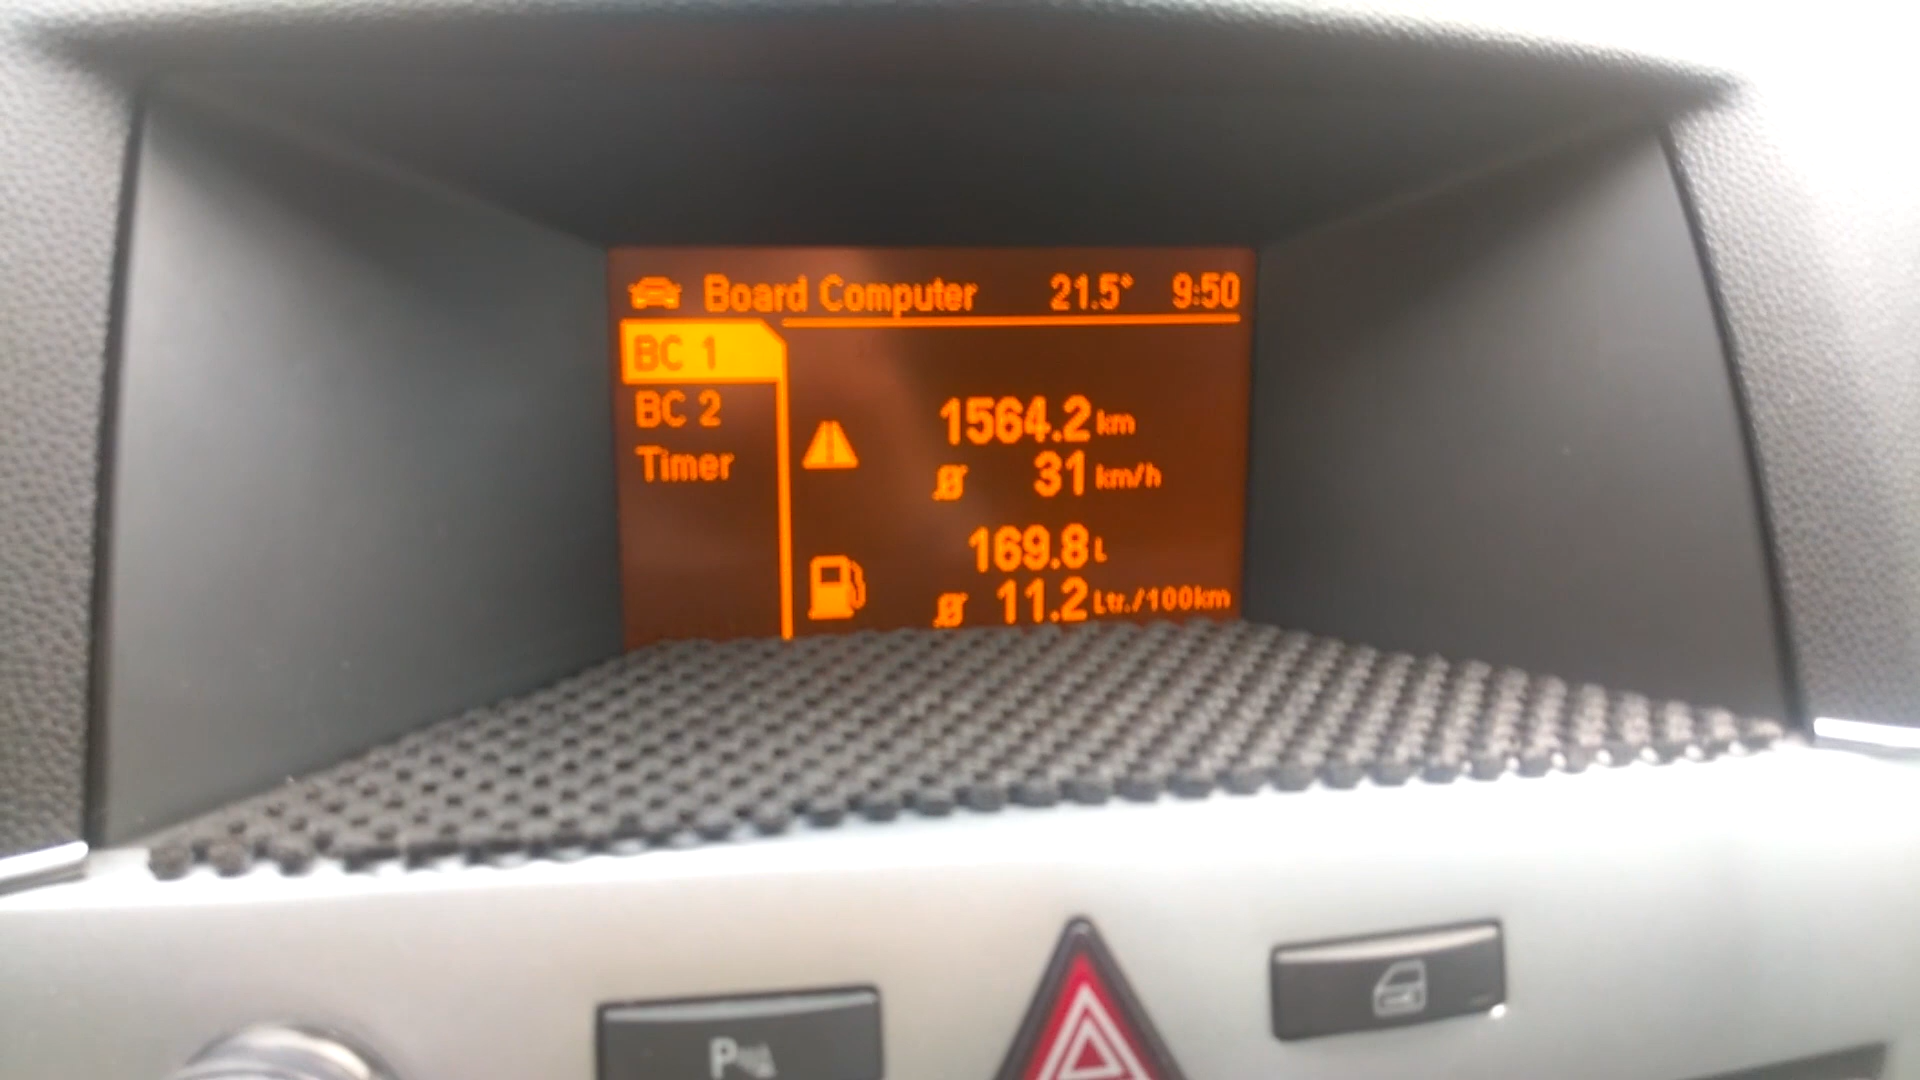 Board Computer 21.5° 9:50
BC 1
BC 2
Timer
1564.2 km
Ø 31 km/h
169.8 L
Ø 11.2 Ltr./100km
P